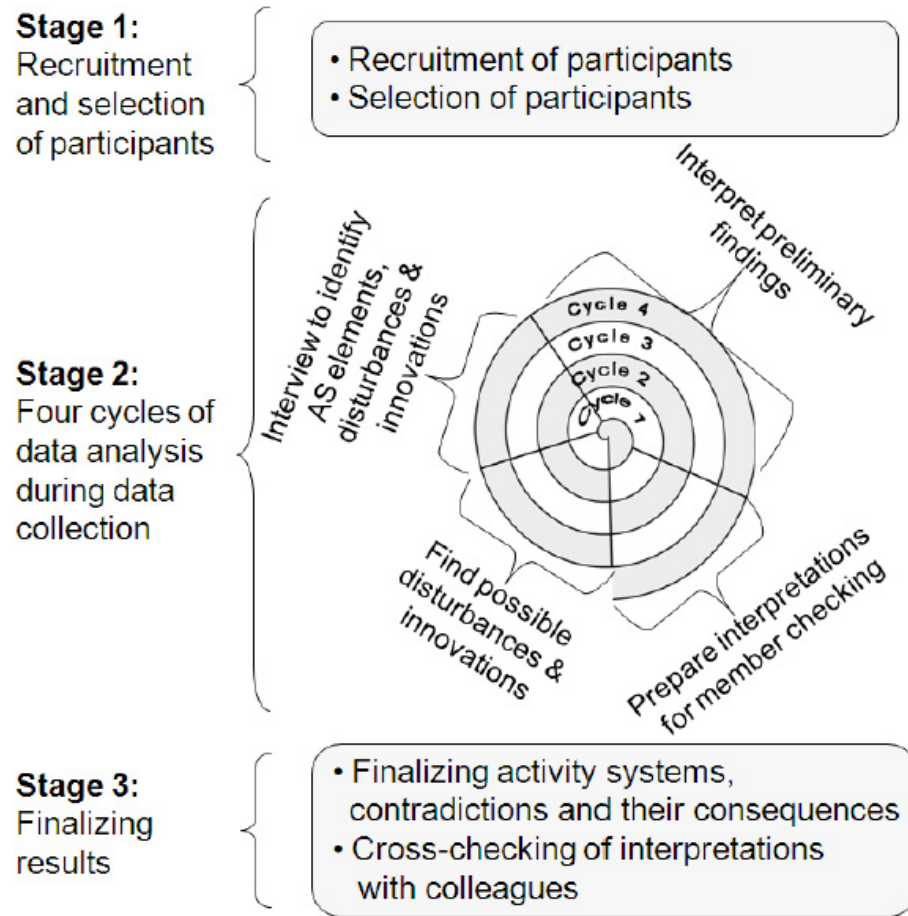 Stage 1:
Recruitment
and selection
of participants
• Recruitment of participants
• Selection of participants
Stage 2:
Four cycles of
data analysis
during data
collection
Interview to identify
AS elements,
disturbances &
innovations
Interpret preliminary
findings
Cycle 4
Cycle 3
Cycle 2
Cycle 1
Find possible
disturbances &
innovations
Prepare interpretations
for member checking
Stage 3:
Finalizing
results
• Finalizing activity systems,
contradictions and their consequences
• Cross-checking of interpretations
with colleagues